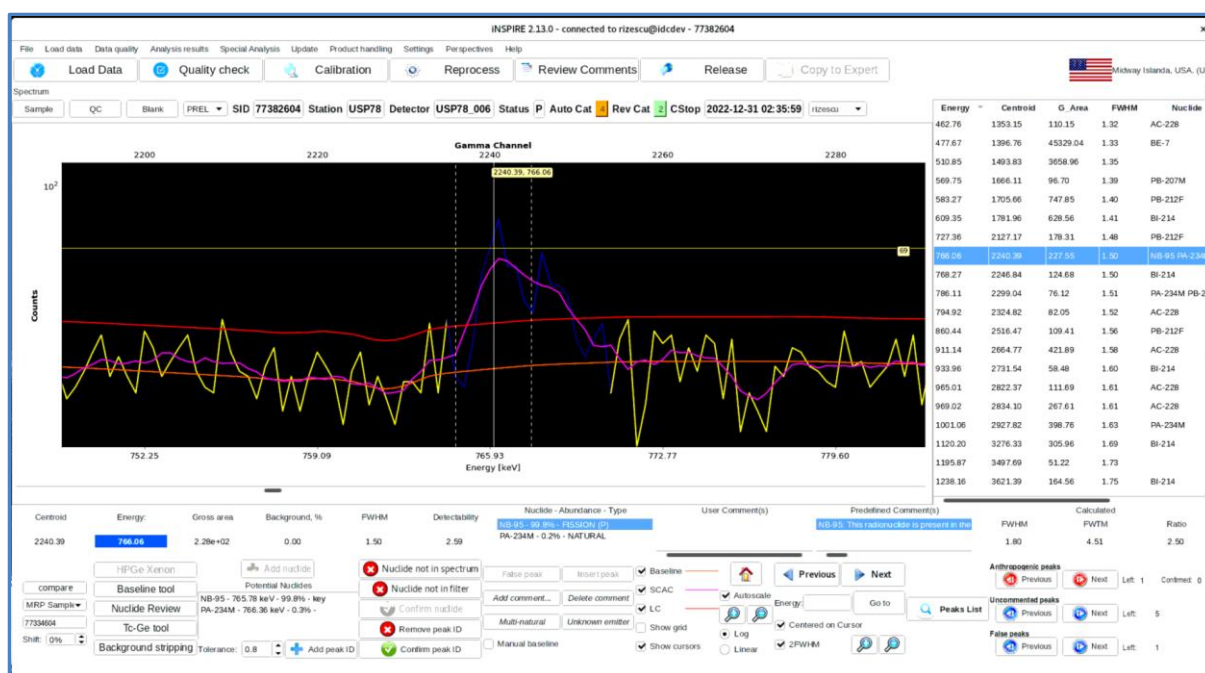 iNSPIRE 2.13.0 - connected to rizescu@idcdev - 77382604
File Load data Data quality Analysis results Special Analysis Update Product handling Settings Perspectives Help
Load Data Quality check Calibration Reprocess Review Comments Release Copy to Expert Midway Islanda, USA. (U
Spectrum
Sample QC Blank PREL SID 77382604 Station USP78 Detector USP78_006 Status P Auto Cat 4 Rev Cat 2 CStop 2022-12-31 02:35:59 rizescu
Energy Centroid G_Area FWHM Nuclide
462.76 1353.15 110.15 1.32 AC-228
477.67 1396.76 45329.04 1.33 BE-7
510.85 1493.83 3658.96 1.35
569.75 1666.11 96.70 1.39 PB-207M
583.27 1705.66 747.85 1.40 PB-212F
609.35 1781.96 628.56 1.41 BI-214
727.36 2127.17 178.31 1.48 PB-212F
766.06 2240.39 227.55 1.50 NB-95 PA-234
768.27 2246.84 124.68 1.50 BI-214
786.11 2299.04 76.12 1.51 PA-234M PB-2
794.92 2324.82 82.05 1.52 AC-228
860.44 2516.47 109.41 1.56 PB-212F
911.14 2664.77 421.89 1.58 AC-228
933.96 2731.54 58.48 1.60 BI-214
965.01 2822.37 111.69 1.61 AC-228
969.02 2834.10 267.61 1.61 AC-228
1001.06 2927.82 398.76 1.63 PA-234M
1120.20 3276.33 305.96 1.69 BI-214
1195.87 3497.69 51.22 1.73
1238.16 3621.39 164.56 1.75 BI-214
Gamma Channel
2200 2220 2240 2260 2280
2240.39, 766.06
10²
69
Counts
752.25 759.09 765.93 772.77 779.60
Energy [keV]
Centroid Energy: Gross area Background, % FWHM Detectability
2240.39 766.06 2.28e+02 0.00 1.50 2.59
Nuclide - Abundance - Type
NB-95 - 99.8% - FISSION (P)
PA-234M - 0.2% - NATURAL
User Comment(s)
Predefined Comment(s)
NB-95: This radionuclide is present in the
Calculated
FWHM FWTM Ratio
1.80 4.51 2.50
compare
MRP Sample
77334604
Shift: 0%
HPGe Xenon
Baseline tool
Nuclide Review
Tc-Ge tool
Background stripping
Add nuclide
Potential Nuclides
NB-95 - 765.78 keV - 99.8% - key
PA-234M - 766.36 keV - 0.3% -
Tolerance: 0.8 Add peak ID
Nuclide not in spectrum
Nuclide not in filter
Confirm nuclide
Remove peak ID
Confirm peak ID
False peak Insert peak
Add comment... Delete comment
Multi-natural Unknown emitter
Manual baseline
Baseline
SCAC
LC
Show grid
Show cursors
Autoscale
Log
Linear
Previous Next
Energy: Go to
Centered on Cursor
2FWHM
Peaks List
Anthropogenic peaks
Previous Next Left: 1 Confirmed: 0
Uncommented peaks
Previous Next Left: 5
False peaks
Previous Next Left: 1